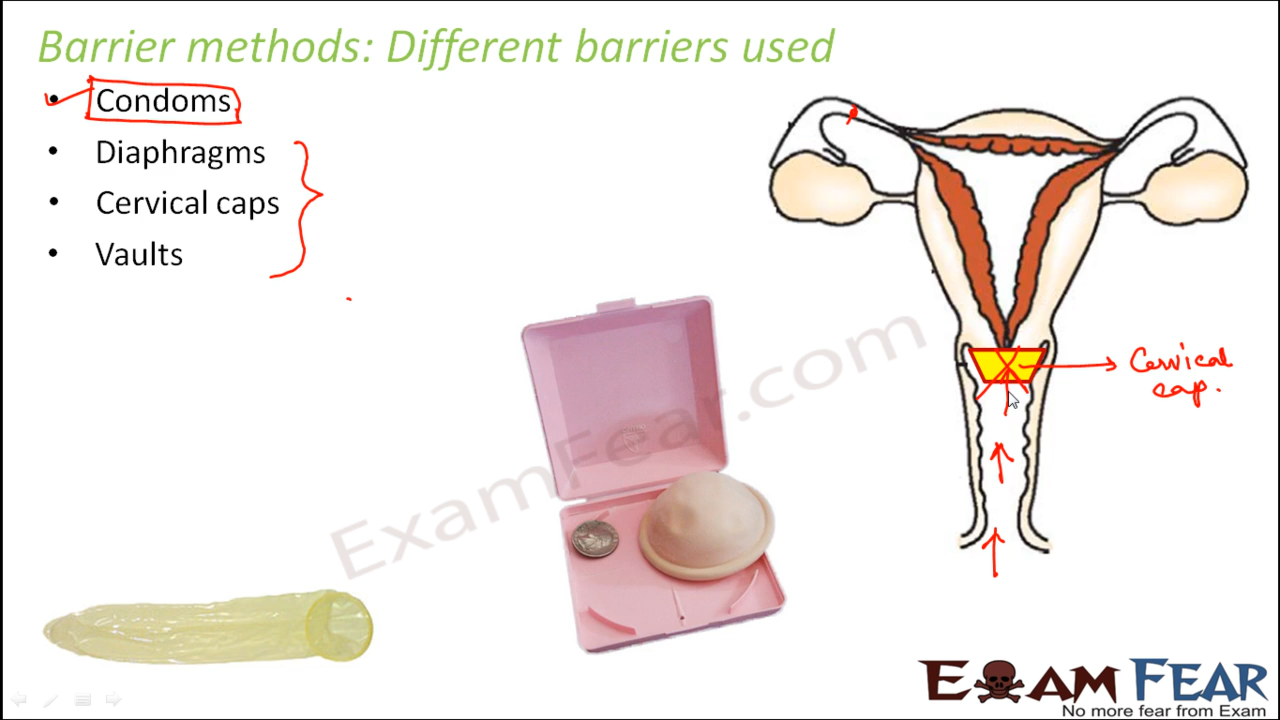 Barrier methods: Different barriers used
• Condoms
• Diaphragms
• Cervical caps
• Vaults
Cervical
cap.
ExamFear.com
EXAM FEAR
No more fear from Exam